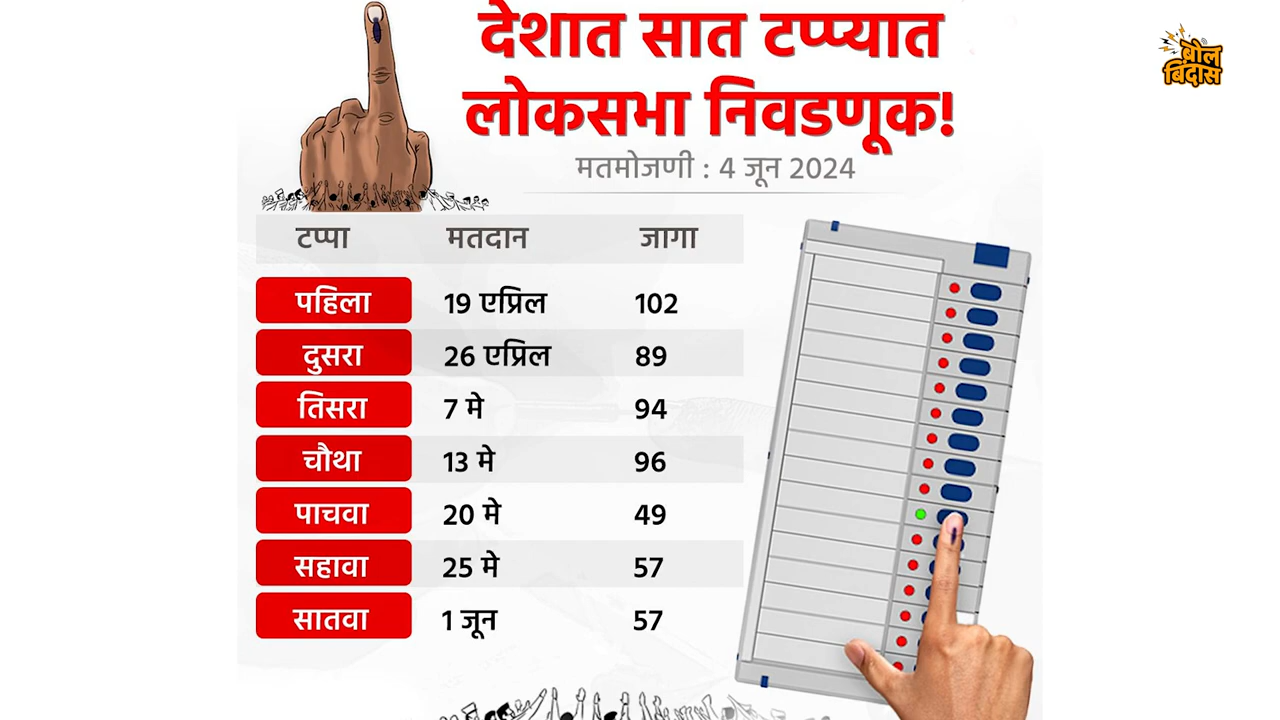 देशात सात टप्प्यात
लोकसभा निवडणूक!
मतमोजणी : 4 जून 2024
बोल
बिंदास
टप्पा मतदान जागा
पहिला 19 एप्रिल 102
दुसरा 26 एप्रिल 89
तिसरा 7 मे 94
चौथा 13 मे 96
पाचवा 20 मे 49
सहावा 25 मे 57
सातवा 1 जून 57